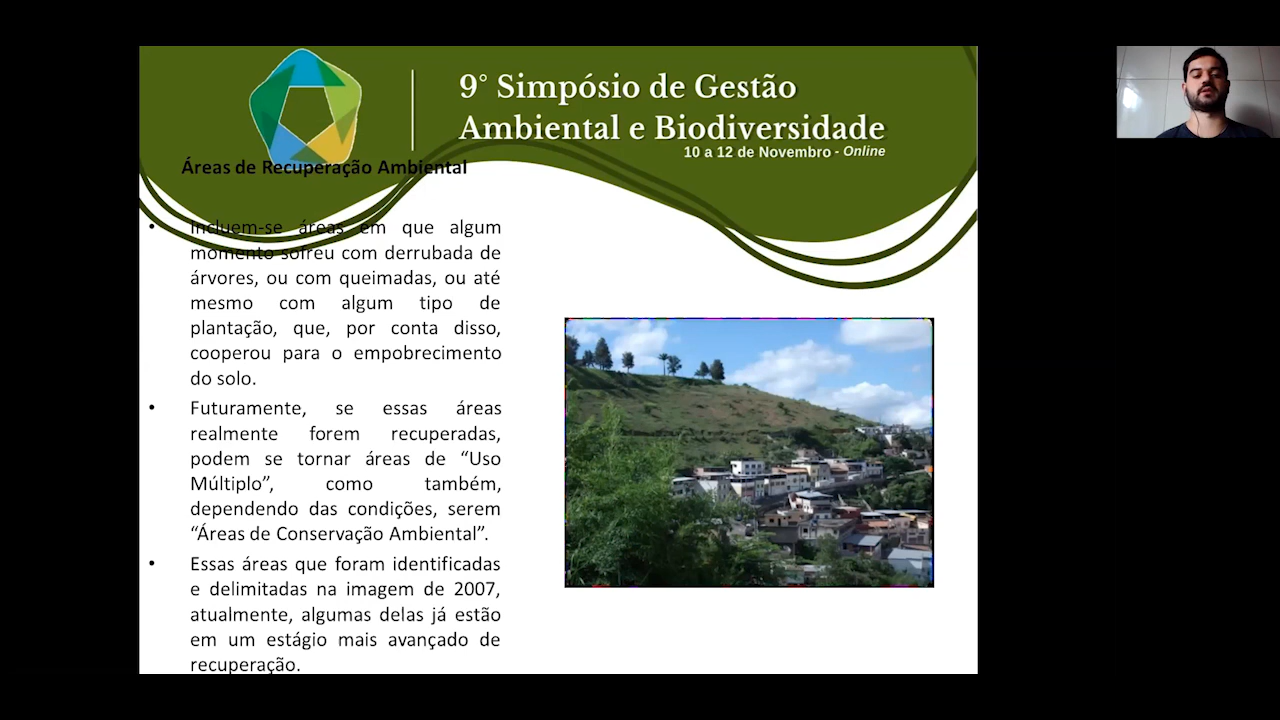 9° Simpósio de Gestão
Ambiental e Biodiversidade
10 a 12 de Novembro - Online
Áreas de Recuperação Ambiental
• Incluem-se áreas em que algum
momento sofreu com derrubada de
árvores, ou com queimadas, ou até
mesmo com algum tipo de
plantação, que, por conta disso,
cooperou para o empobrecimento
do solo.
• Futuramente, se essas áreas
realmente forem recuperadas,
podem se tornar áreas de “Uso
Múltiplo”, como também,
dependendo das condições, serem
“Áreas de Conservação Ambiental”.
• Essas áreas que foram identificadas
e delimitadas na imagem de 2007,
atualmente, algumas delas já estão
em um estágio mais avançado de
recuperação.